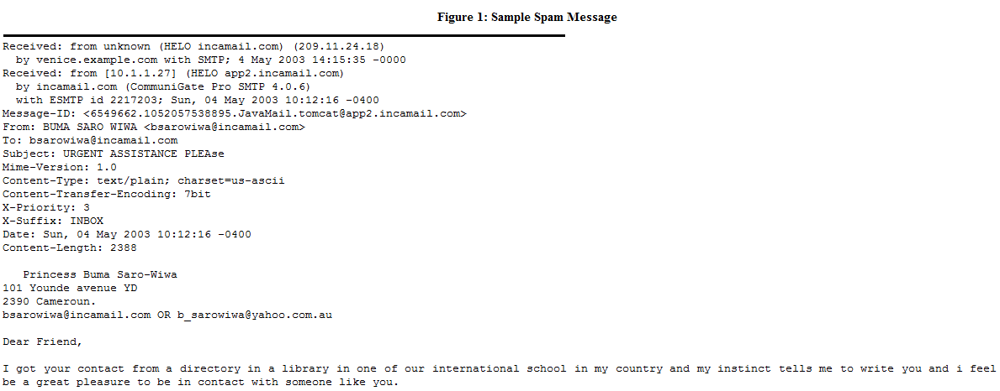 Figure 1: Sample Spam Message
Received: from unknown (HELO incamail.com) (209.11.24.18)
  by venice.example.com with SMTP; 4 May 2003 14:15:35 -0000
Received: from [10.1.1.27] (HELO app2.incamail.com)
  by incamail.com (CommuniGate Pro SMTP 4.0.6)
  with ESMTP id 2217203; Sun, 04 May 2003 10:12:16 -0400
Message-ID: <6549662.1052057538895.JavaMail.tomcat@app2.incamail.com>
From: BUMA SARO WIWA <bsarowiwa@incamail.com>
To: bsarowiwa@incamail.com
Subject: URGENT ASSISTANCE PLEAse
Mime-Version: 1.0
Content-Type: text/plain; charset=us-ascii
Content-Transfer-Encoding: 7bit
X-Priority: 3
X-Suffix: INBOX
Date: Sun, 04 May 2003 10:12:16 -0400
Content-Length: 2388
   Princess Buma Saro-Wiwa
101 Younde avenue YD
2390 Cameroun.
bsarowiwa@incamail.com OR b_sarowiwa@yahoo.com.au
Dear Friend,
I got your contact from a directory in a library in one of our international school in my country and my instinct tells me to write you and i feel
be a great pleasure to be in contact with someone like you.